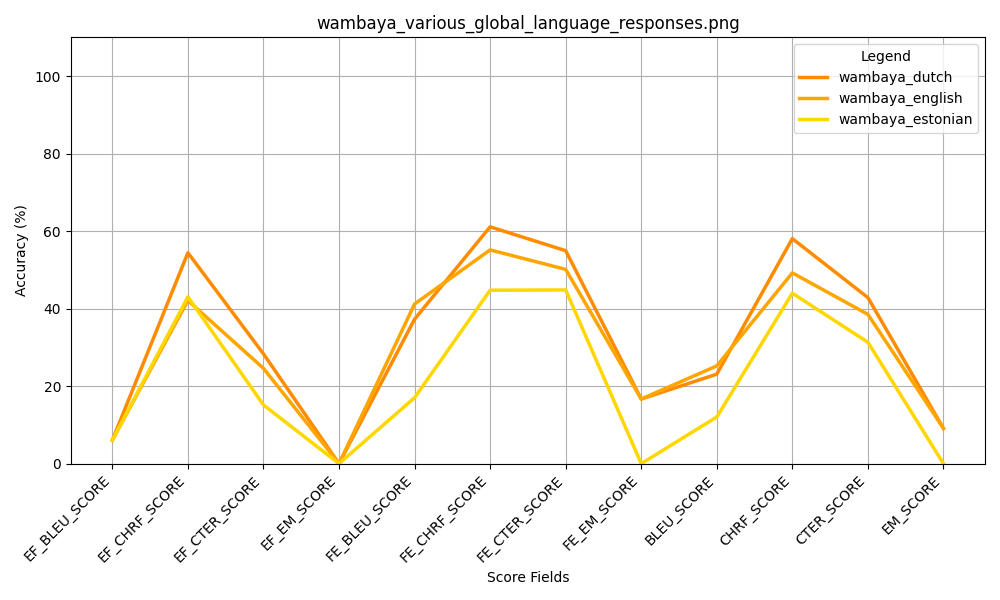 wambaya_various_global_language_responses.png
Legend
wambaya_dutch
wambaya_english
wambaya_estonian
Accuracy (%)
100
80
60
40
20
0
EF_BLEU_SCORE
EF_CHRF_SCORE
EF_CTER_SCORE
EF_EM_SCORE
FE_BLEU_SCORE
FE_CHRF_SCORE
FE_CTER_SCORE
FE_EM_SCORE
BLEU_SCORE
CHRF_SCORE
CTER_SCORE
EM_SCORE
Score Fields